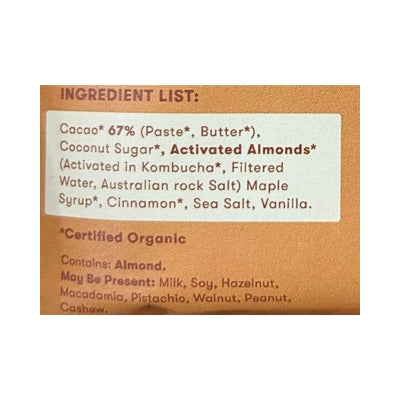 INGREDIENT LIST:
Cacao* 67% (Paste*, Butter*),
Coconut Sugar*, Activated Almonds*
(Activated in Kombucha*, Filtered
Water, Australian rock Salt) Maple
Syrup*, Cinnamon*, Sea Salt, Vanilla.
*Certified Organic
Contains: Almond.
May Be Present: Milk, Soy, Hazelnut,
Macadamia, Pistachio, Walnut, Peanut,
Cashew.